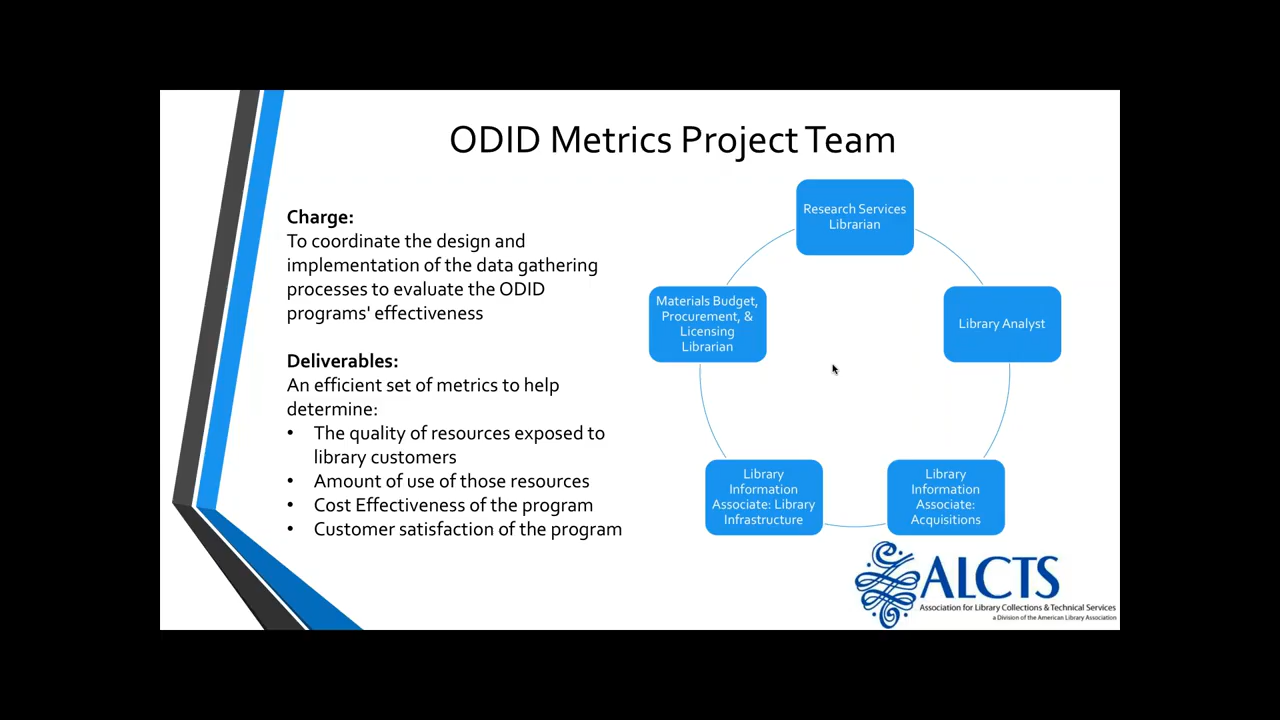 ODID Metrics Project Team
Charge:
To coordinate the design and
implementation of the data gathering
processes to evaluate the ODID
programs' effectiveness
Deliverables:
An efficient set of metrics to help
determine:
• The quality of resources exposed to
library customers
• Amount of use of those resources
• Cost Effectiveness of the program
• Customer satisfaction of the program
Research Services
Librarian
Library Analyst
Library
Information
Associate:
Acquisitions
Library
Information
Associate: Library
Infrastructure
Materials Budget,
Procurement, &
Licensing
Librarian
ALCTS
Association for Library Collections & Technical Services
a Division of the American Library Association